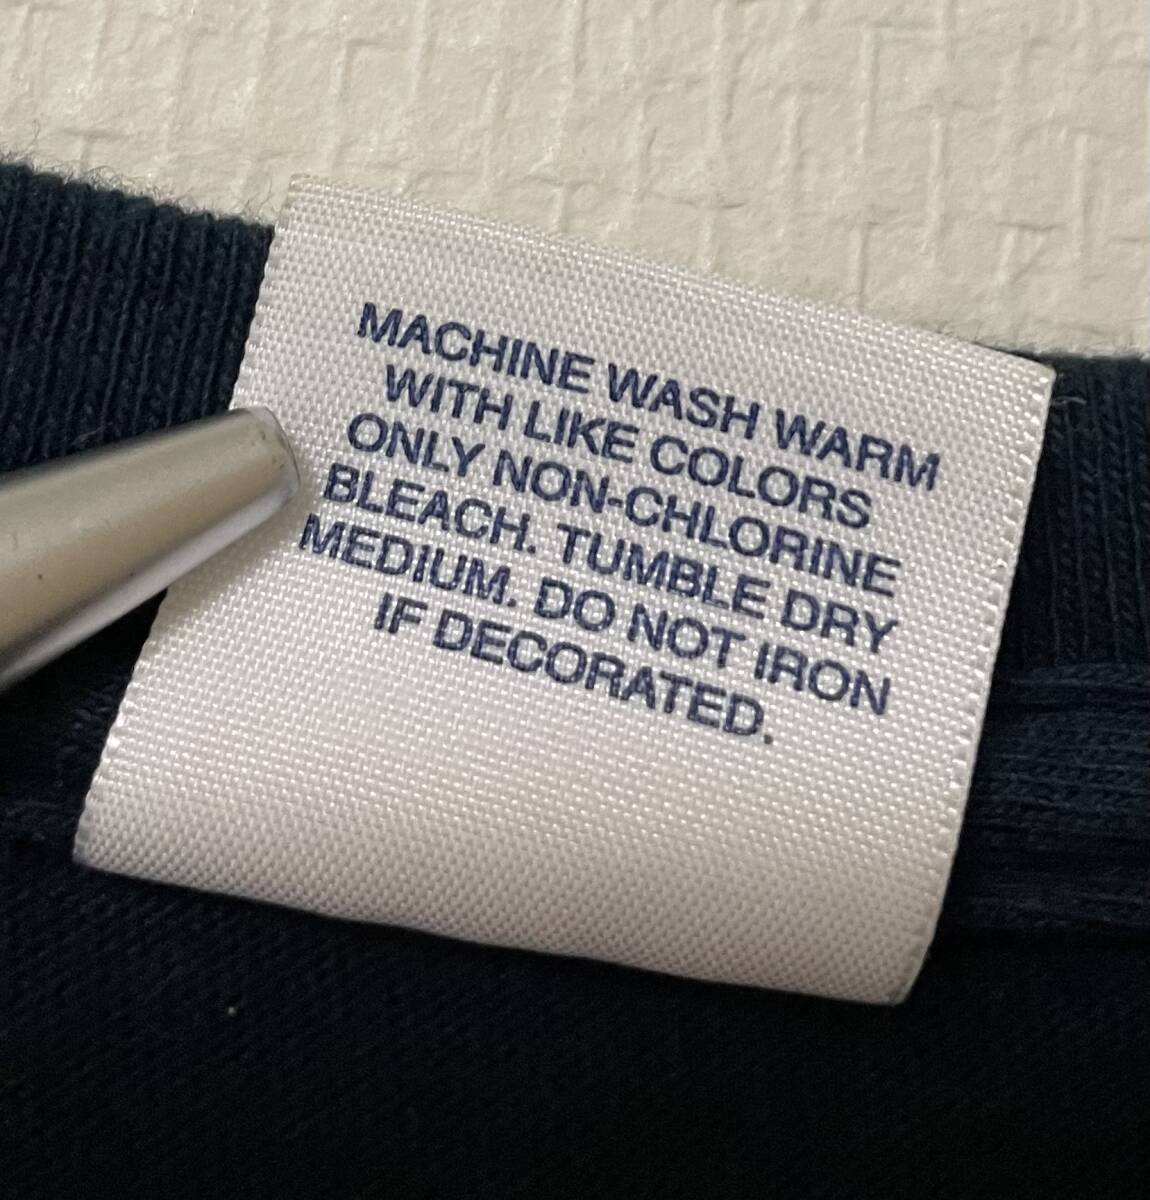 MACHINE WASH WARM
WITH LIKE COLORS
ONLY NON-CHLORINE
BLEACH. TUMBLE DRY
MEDIUM. DO NOT IRON
IF DECORATED.